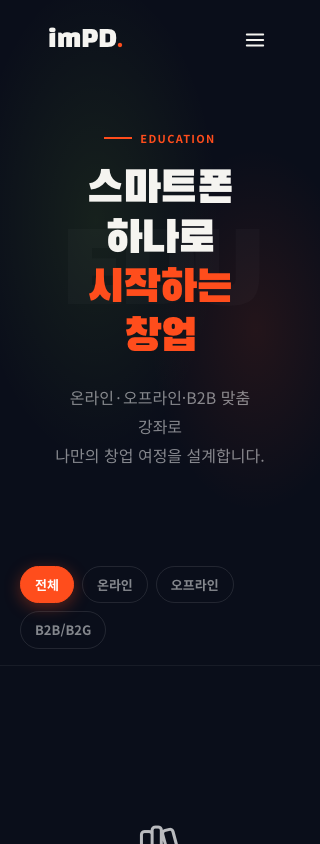 imPD.
EDUCATION
스마트폰
하나로
시작하는
창업
온라인·오프라인·B2B 맞춤
강좌로
나만의 창업 여정을 설계합니다.
전체
온라인
오프라인
B2B/B2G